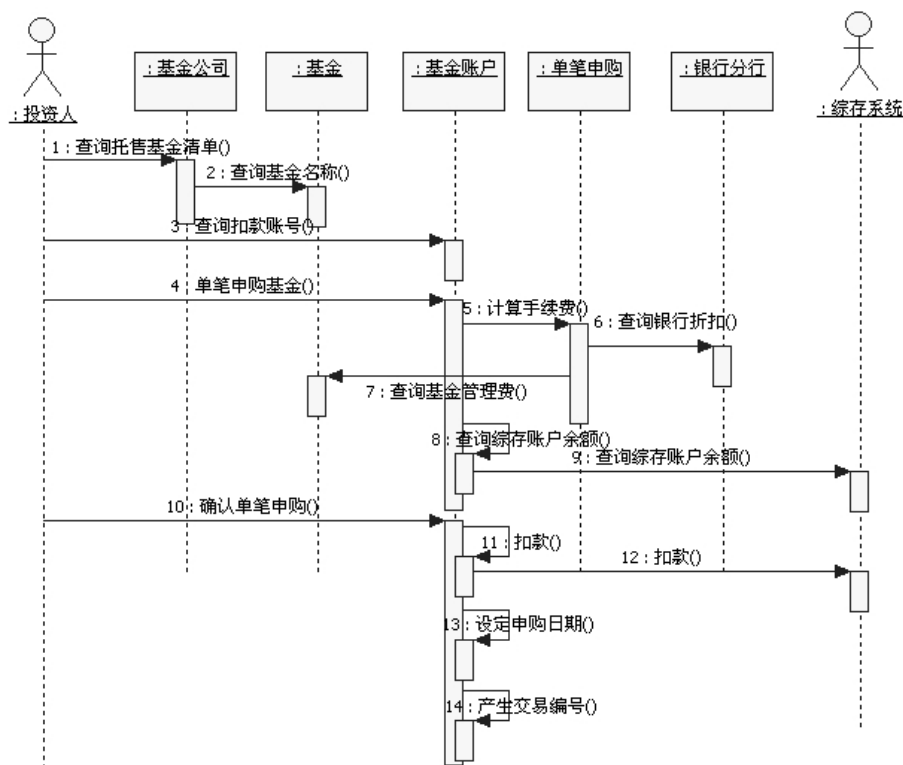 : 投资人
: 基金公司
: 基金
: 基金账户
: 单笔申购
: 银行分行
: 综存系统
1 : 查询托售基金清单()
2 : 查询基金名称()
3 : 查询扣款账号()
4 : 单笔申购基金()
5 : 计算手续费()
6 : 查询银行折扣()
7 : 查询基金管理费()
8 : 查询综存账户余额()
9 : 查询综存账户余额()
10 : 确认单笔申购()
11 : 扣款()
12 : 扣款()
13 : 设定申购日期()
14 : 产生交易编号()